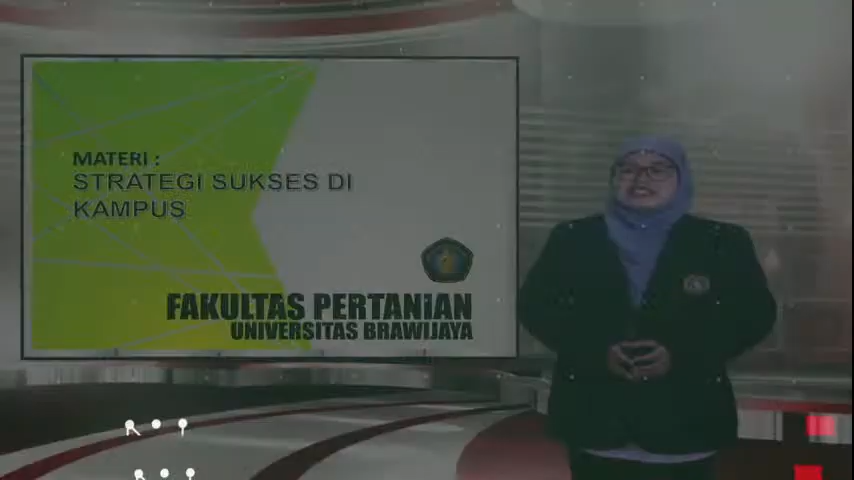 MATERI :
STRATEGI SUKSES DI
KAMPUS
FAKULTAS PERTANIAN
UNIVERSITAS BRAWIJAYA